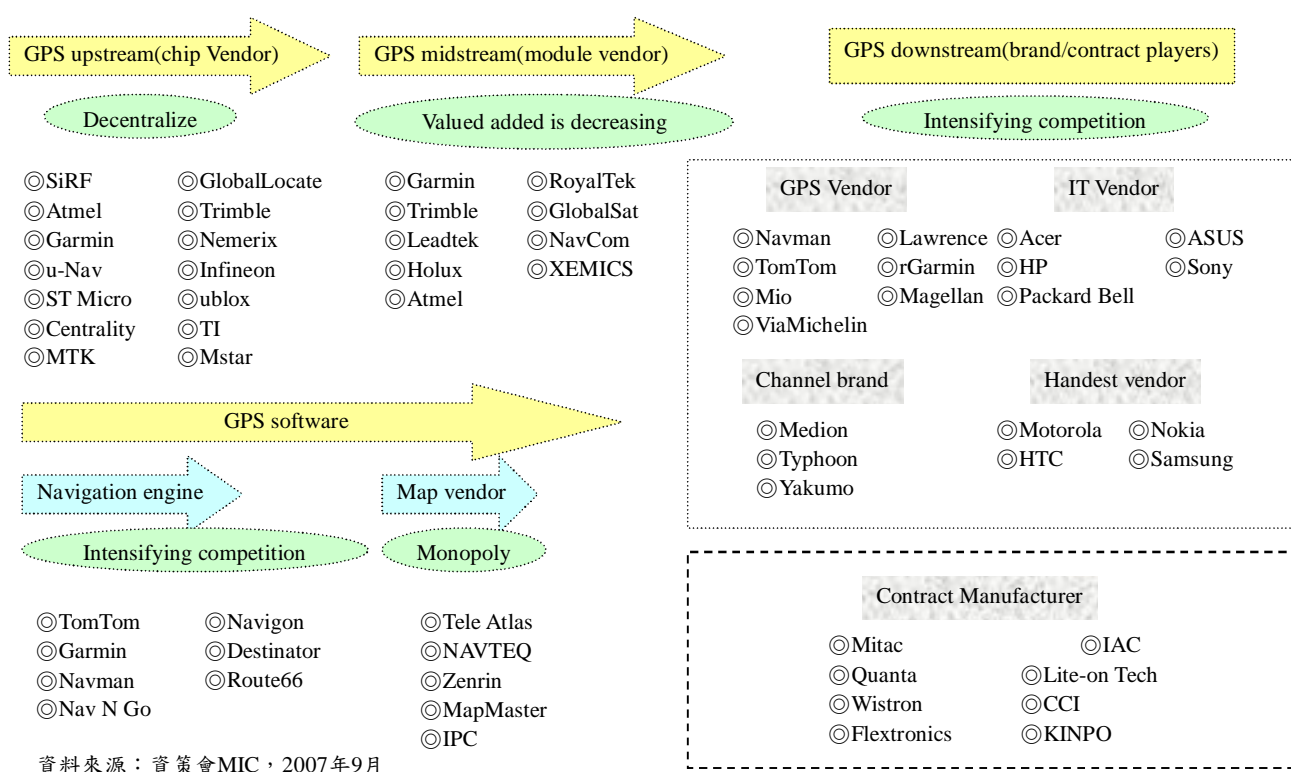 GPS upstream(chip Vendor)
GPS midstream(module vendor)
GPS downstream(brand/contract players)
Decentralize
Valued added is decreasing
Intensifying competition
◎SiRF ◎GlobalLocate
◎Atmel ◎Trimble
◎Garmin ◎Nemerix
◎u-Nav ◎Infineon
◎ST Micro ◎ublox
◎Centrality ◎TI
◎MTK ◎Mstar
◎Garmin ◎RoyalTek
◎Trimble ◎GlobalSat
◎Leadtek ◎NavCom
◎Holux ◎XEMICS
◎Atmel
GPS Vendor
◎Navman ◎Lawrence
◎TomTom ◎rGarmin
◎Mio ◎Magellan
◎ViaMichelin
IT Vendor
◎Acer ◎ASUS
◎HP ◎Sony
◎Packard Bell
Channel brand
◎Medion
◎Typhoon
◎Yakumo
Handest vendor
◎Motorola ◎Nokia
◎HTC ◎Samsung
GPS software
Navigation engine
Map vendor
Intensifying competition
Monopoly
◎TomTom ◎Navigon
◎Garmin ◎Destinator
◎Navman ◎Route66
◎Nav N Go
◎Tele Atlas
◎NAVTEQ
◎Zenrin
◎MapMaster
◎IPC
Contract Manufacturer
◎Mitac ◎IAC
◎Quanta ◎Lite-on Tech
◎Wistron ◎CCI
◎Flextronics ◎KINPO
資料來源：資策會MIC，2007年9月